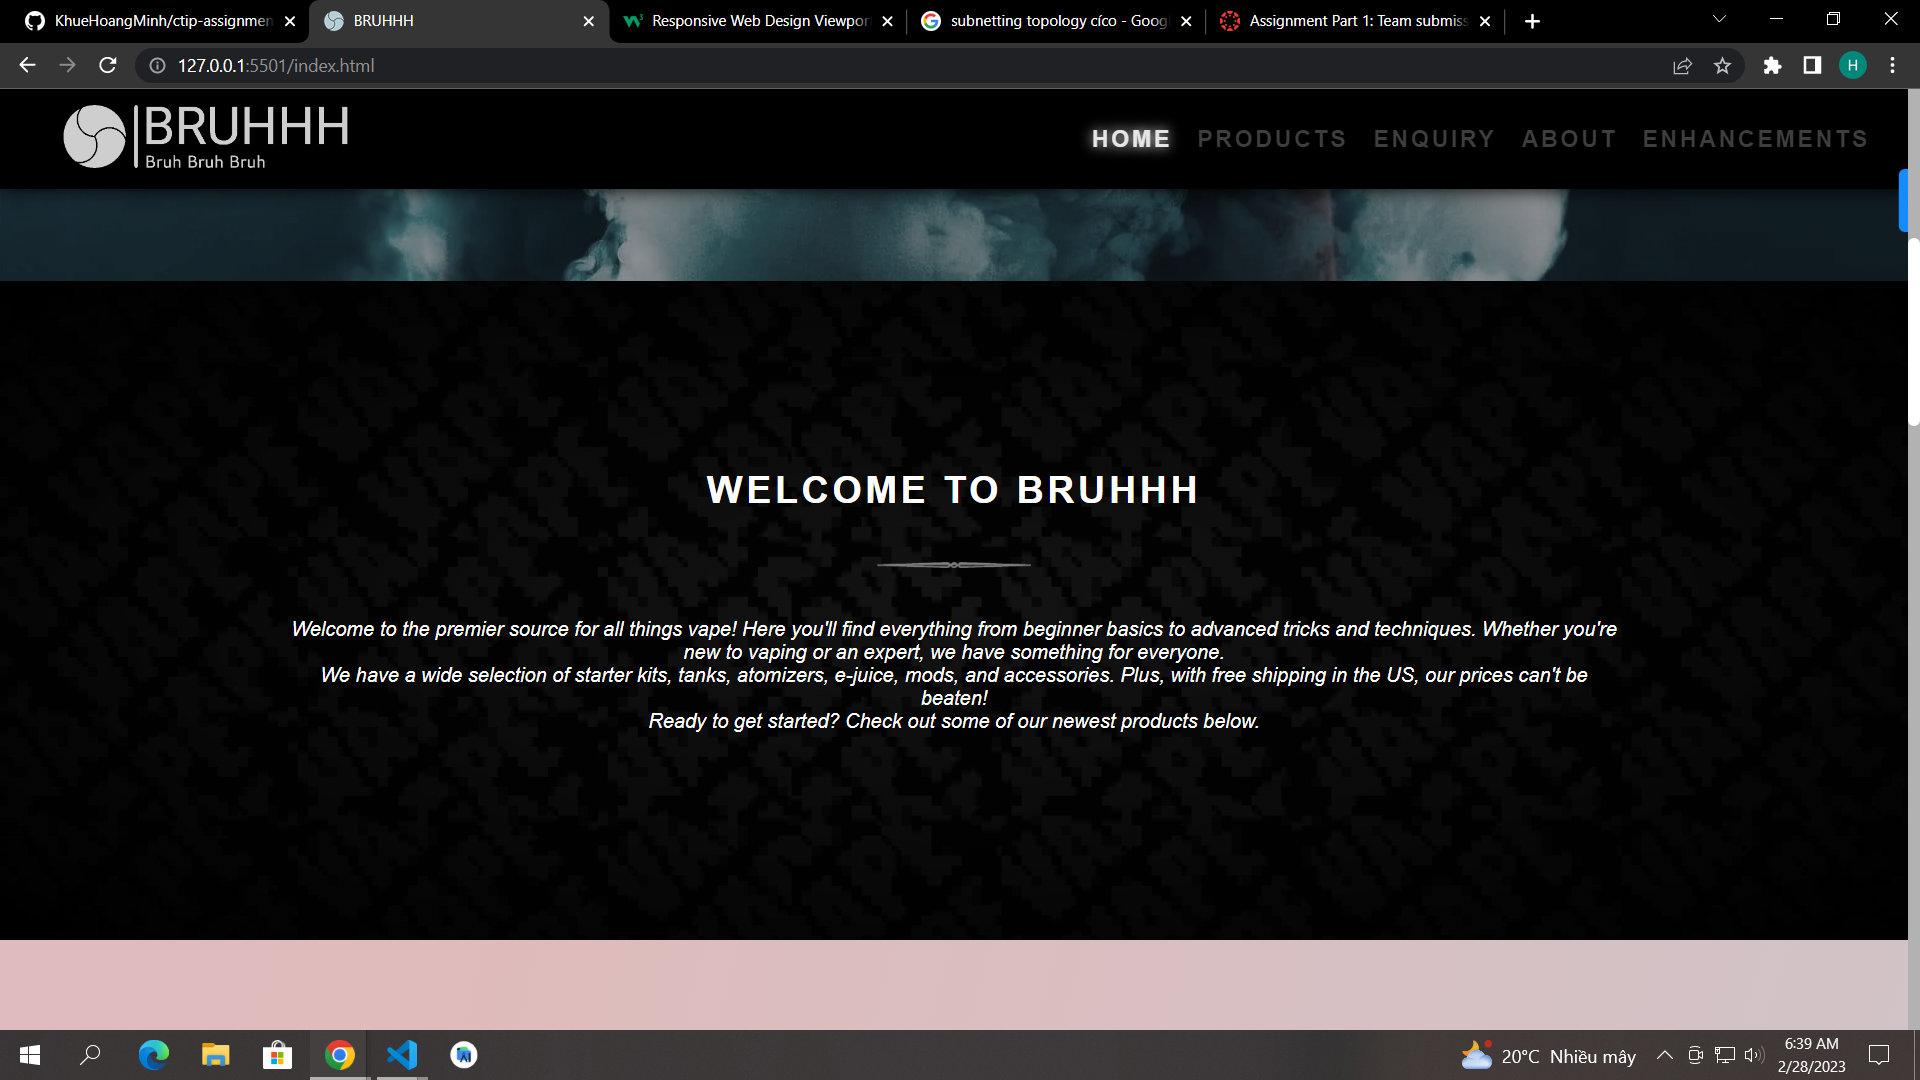 KhueHoangMinh/ctip-assignmen
BRUHHH
Responsive Web Design Viewpor
subnetting topology cíco - Goog
Assignment Part 1: Team submiss
127.0.0.1:5501/index.html
H
BRUHHH
Bruh Bruh Bruh
HOME PRODUCTS ENQUIRY ABOUT ENHANCEMENTS
WELCOME TO BRUHHH
Welcome to the premier source for all things vape! Here you'll find everything from beginner basics to advanced tricks and techniques. Whether you're
new to vaping or an expert, we have something for everyone.
We have a wide selection of starter kits, tanks, atomizers, e-juice, mods, and accessories. Plus, with free shipping in the US, our prices can't be
beaten!
Ready to get started? Check out some of our newest products below.
20°C Nhiều mây
6:39 AM
2/28/2023